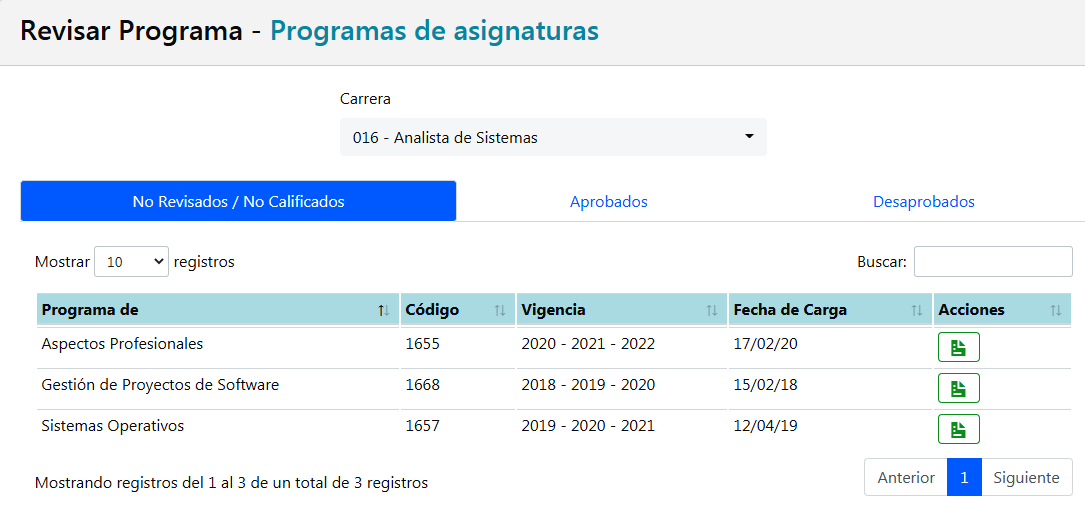 Revisar Programa - Programas de asignaturas
Carrera
016 - Analista de Sistemas
No Revisados / No Calificados Aprobados Desaprobados
Mostrar 10 registros Buscar:
Programa de Código Vigencia Fecha de Carga Acciones
Aspectos Profesionales 1655 2020 - 2021 - 2022 17/02/20
Gestión de Proyectos de Software 1668 2018 - 2019 - 2020 15/02/18
Sistemas Operativos 1657 2019 - 2020 - 2021 12/04/19
Mostrando registros del 1 al 3 de un total de 3 registros Anterior 1 Siguiente